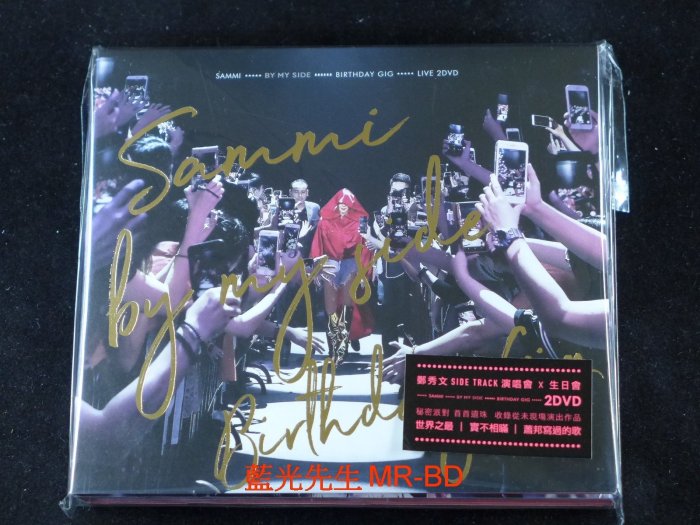 SAMMI ••••• BY MY SIDE •••••• BIRTHDAY GIG ••••• LIVE 2DVD
Sammi
by my side
Birthday Gig
鄭秀文 SIDE TRACK 演唱會 x 生日會
SAMMI ••••• BY MY SIDE •••••• BIRTHDAY GIG ••••• 2DVD
秘密派對 首首遺珠 收錄從未現場演出作品
世界之最 | 實不相瞞 | 蕭邦寫過的歌
藍光先生 MR-BD